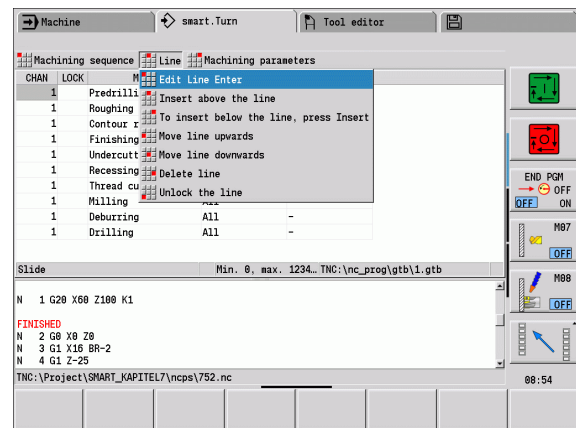 Machine
smart.Turn
Tool editor
Machining sequence Line Machining parameters
CHAN LOCK M
Edit Line Enter
Insert above the line
To insert below the line, press Insert
Move line upwards
Move line downwards
Delete line
Unlock the line
1 Predrilli
1 Roughing
1 Contour r
1 Finishing
1 Undercutt
1 Recessing
1 Thread cu
1 Milling All
1 Deburring All -
1 Drilling All -
Slide Min. 0, max. 1234… TNC:\nc_prog\gtb\1.gtb
N 1 G20 X60 Z100 K1
FINISHED
N 2 G0 X0 Z0
N 3 G1 X16 BR-2
N 4 G1 Z-25
TNC:\Project\SMART_KAPITEL7\ncps\752.nc
END PGM
OFF
OFF ON
M07
OFF
M08
OFF
08:54